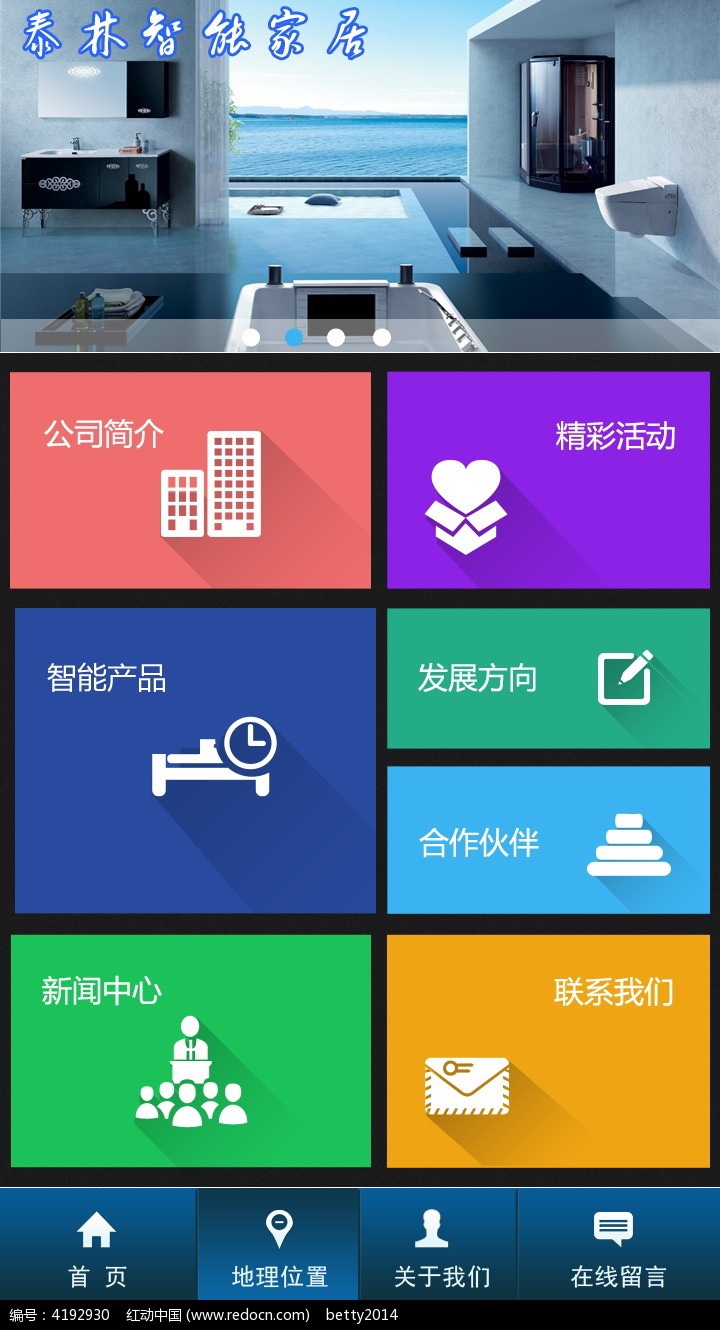 泰林智能家居
公司简介
精彩活动
智能产品
发展方向
合作伙伴
新闻中心
联系我们
首 页
地理位置
关于我们
在线留言
编号：4192930 红动中国 (www.redocn.com) betty2014